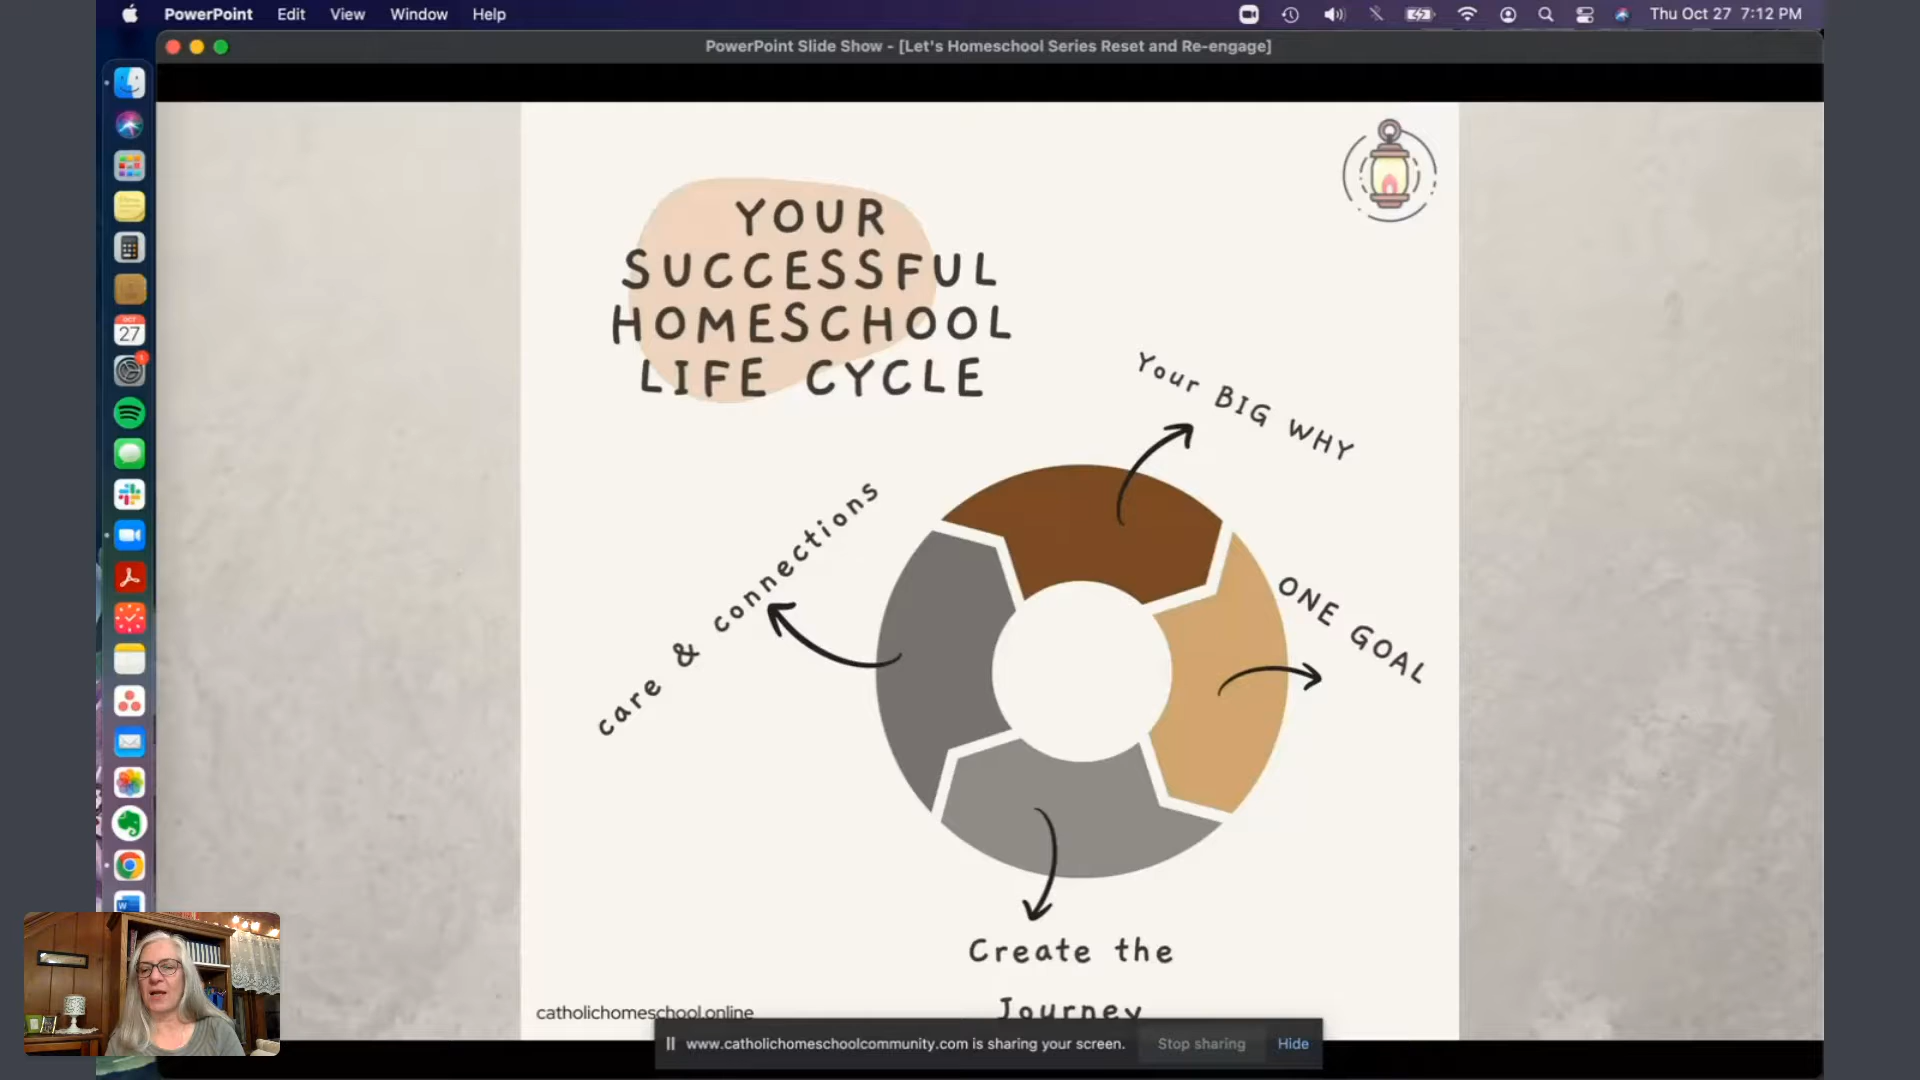 PowerPoint Edit View Window Help Thu Oct 27 7:12 PM
PowerPoint Slide Show - [Let's Homeschool Series Reset and Re-engage]
OCT
27
YOUR
SUCCESSFUL
HOMESCHOOL
LIFE CYCLE
Your BIG WHY
care & connections
ONE GOAL
Create the
Journey
catholichomeschool.online
www.catholichomeschoolcommunity.com is sharing your screen. Stop sharing Hide